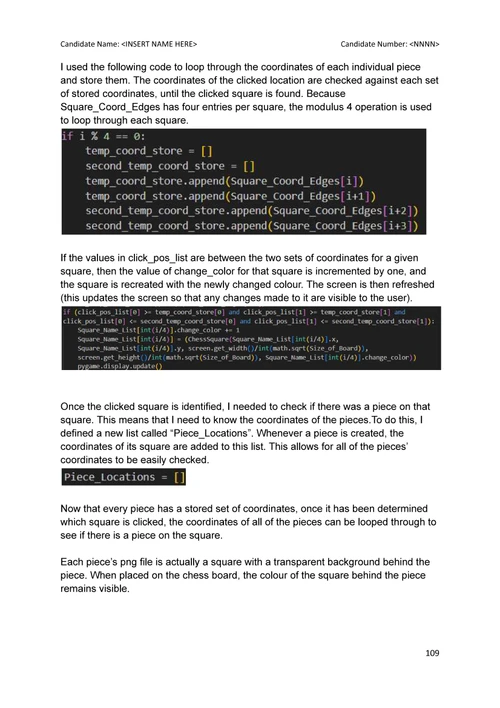 Candidate Name: <INSERT NAME HERE>
Candidate Number: <NNNN>
I used the following code to loop through the coordinates of each individual piece
and store them. The coordinates of the clicked location are checked against each set
of stored coordinates, until the clicked square is found. Because
Square_Coord_Edges has four entries per square, the modulus 4 operation is used
to loop through each square.
if i % 4 == 0:
temp_coord_store = []
second_temp_coord_store = []
temp_coord_store.append(Square_Coord_Edges[i])
temp_coord_store.append(Square_Coord_Edges[i+1])
second_temp_coord_store.append(Square_Coord_Edges[i+2])
second_temp_coord_store.append(Square_Coord_Edges[i+3])
If the values in click_pos_list are between the two sets of coordinates for a given
square, then the value of change_color for that square is incremented by one, and
the square is recreated with the newly changed colour. The screen is then refreshed
(this updates the screen so that any changes made to it are visible to the user).
if (click_pos_list[0] >= temp_coord_store[0] and click_pos_list[1] >= temp_coord_store[1] and
click_pos_list[0] <= second_temp_coord_store[0] and click_pos_list[1] <= second_temp_coord_store[1]):
Square_Name_List[int(i/4)].change_color += 1
Square_Name_List[int(i/4)] = (ChessSquare(Square_Name_List[int(i/4)].x,
Square_Name_List[int(i/4)].y, screen.get_width()/int(math.sqrt(Size_of_Board)),
screen.get_height()/int(math.sqrt(Size_of_Board)), Square_Name_List[int(i/4)].change_color))
pygame.display.update()
Once the clicked square is identified, I needed to check if there was a piece on that
square. This means that I need to know the coordinates of the pieces.To do this, I
defined a new list called “Piece_Locations”. Whenever a piece is created, the
coordinates of its square are added to this list. This allows for all of the pieces’
coordinates to be easily checked.
Piece_Locations = []
Now that every piece has a stored set of coordinates, once it has been determined
which square is clicked, the coordinates of all of the pieces can be looped through to
see if there is a piece on the square.
Each piece’s png file is actually a square with a transparent background behind the
piece. When placed on the chess board, the colour of the square behind the piece
remains visible.
109